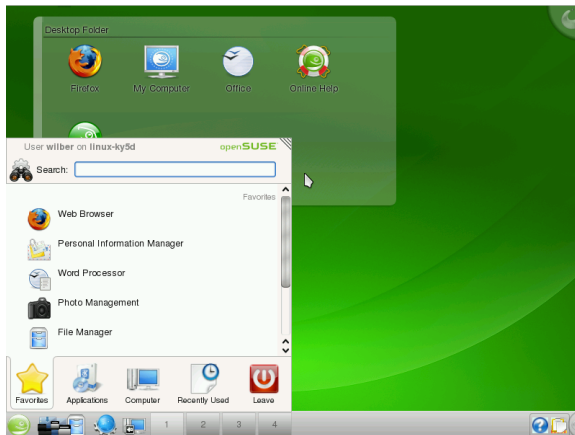 Desktop Folder
Firefox
My Computer
Office
Online Help
User wilber on linux-ky5d
openSUSE
Search:
Favorites
Web Browser
Personal Information Manager
Word Processor
Photo Management
File Manager
Favorites
Applications
Computer
Recently Used
Leave
1
2
3
4